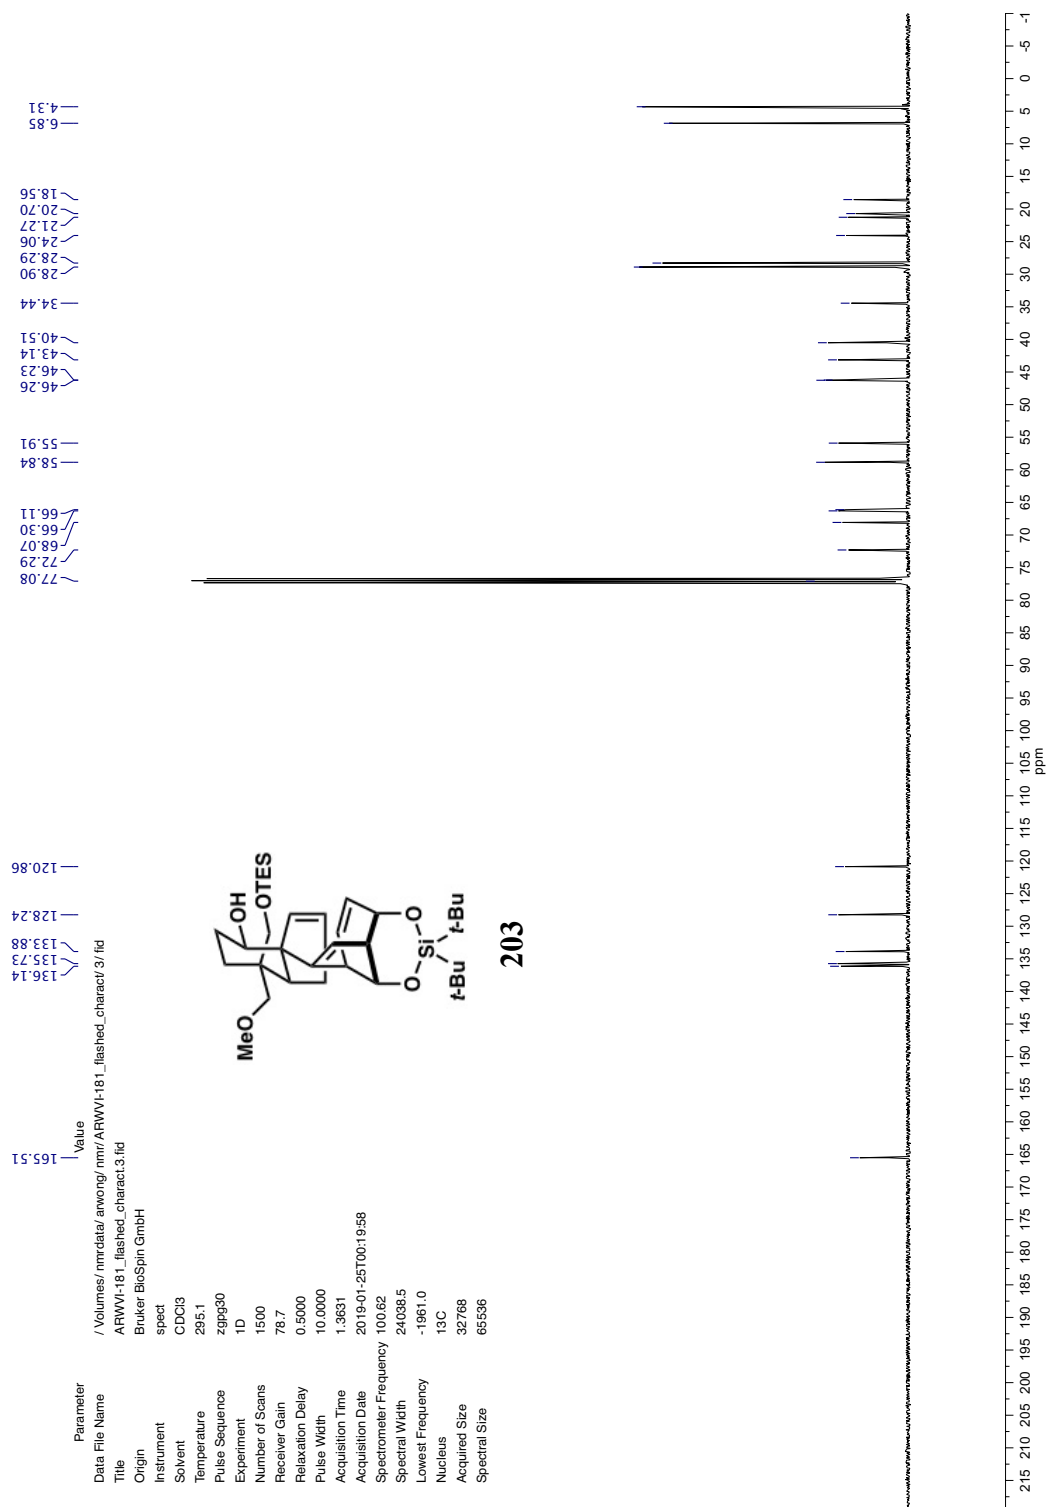 Parameter Value
Data File Name / Volumes/ nmrdata/ arwong/ nmr/ ARWVI-181_flashed_charact/ 3/ fid
Title ARWVI-181_flashed_charact.3.fid
Origin Bruker BioSpin GmbH
Instrument spect
Solvent CDCl3
Temperature 295.1
Pulse Sequence zgpg30
Experiment 1D
Number of Scans 1500
Receiver Gain 78.7
Relaxation Delay 0.5000
Pulse Width 10.0000
Acquisition Time 1.3631
Acquisition Date 2019-01-25T00:19:58
Spectrometer Frequency 100.62
Spectral Width 24038.5
Lowest Frequency -1961.0
Nucleus 13C
Acquired Size 32768
Spectral Size 65536
165.51
136.14
135.73
133.88
128.24
120.86
77.08
72.29
68.07
66.30
66.11
58.84
55.91
46.26
46.23
43.14
40.51
34.44
28.90
28.29
24.06
21.27
20.70
18.56
6.85
4.31
OH
MeO
OTES
O
O
Si
t-Bu
t-Bu
203
215 210 205 200 195 190 185 180 175 170 165 160 155 150 145 140 135 130 125 120 115 110 105 100 95 90 85 80 75 70 65 60 55 50 45 40 35 30 25 20 15 10 5 0 -5 -1
ppm